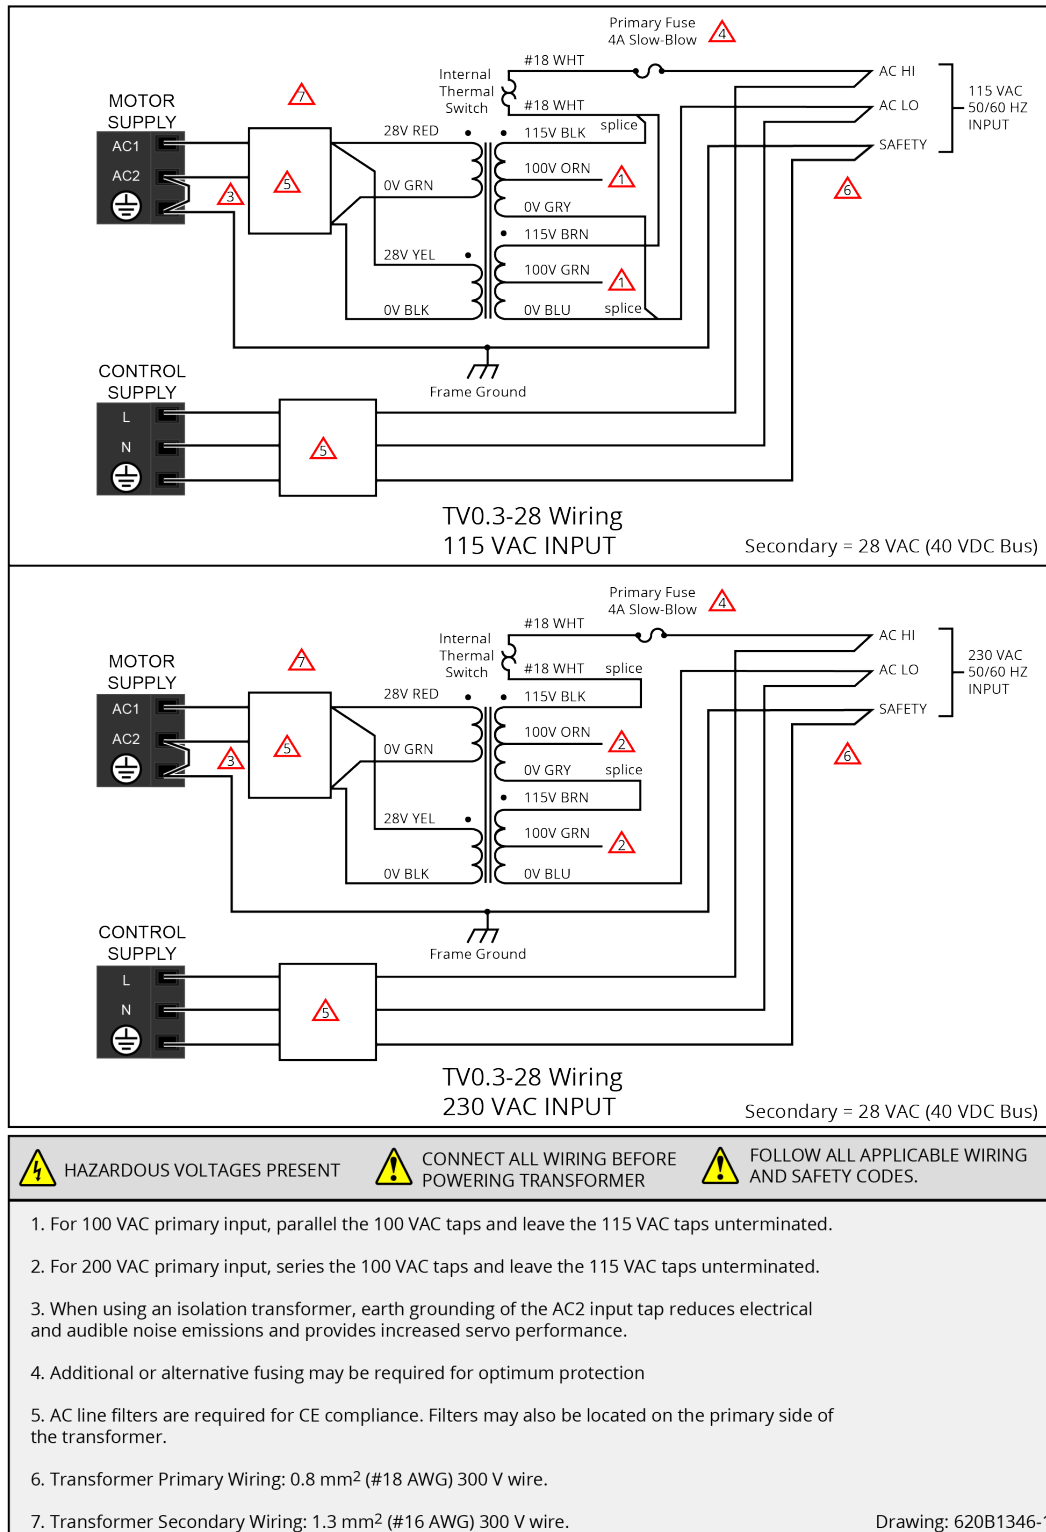 Primary Fuse
4A Slow-Blow
4
#18 WHT
Internal
Thermal
Switch
#18 WHT
splice
AC HI
AC LO
SAFETY
115 VAC
50/60 HZ
INPUT
7
MOTOR
SUPPLY
AC1
AC2
3
5
28V RED
0V GRN
28V YEL
0V BLK
115V BLK
100V ORN
1
0V GRY
115V BRN
100V GRN
1
0V BLU
splice
6
Frame Ground
CONTROL
SUPPLY
L
N
5
TV0.3-28 Wiring
115 VAC INPUT
Secondary = 28 VAC (40 VDC Bus)
Primary Fuse
4A Slow-Blow
4
#18 WHT
Internal
Thermal
Switch
#18 WHT
splice
AC HI
AC LO
SAFETY
230 VAC
50/60 HZ
INPUT
7
MOTOR
SUPPLY
AC1
AC2
3
5
28V RED
0V GRN
28V YEL
0V BLK
115V BLK
100V ORN
2
0V GRY
splice
115V BRN
100V GRN
2
0V BLU
6
Frame Ground
CONTROL
SUPPLY
L
N
5
TV0.3-28 Wiring
230 VAC INPUT
Secondary = 28 VAC (40 VDC Bus)
HAZARDOUS VOLTAGES PRESENT
CONNECT ALL WIRING BEFORE
POWERING TRANSFORMER
FOLLOW ALL APPLICABLE WIRING
AND SAFETY CODES.
1. For 100 VAC primary input, parallel the 100 VAC taps and leave the 115 VAC taps unterminated.
2. For 200 VAC primary input, series the 100 VAC taps and leave the 115 VAC taps unterminated.
3. When using an isolation transformer, earth grounding of the AC2 input tap reduces electrical
and audible noise emissions and provides increased servo performance.
4. Additional or alternative fusing may be required for optimum protection
5. AC line filters are required for CE compliance. Filters may also be located on the primary side of
the transformer.
6. Transformer Primary Wiring: 0.8 mm² (#18 AWG) 300 V wire.
7. Transformer Secondary Wiring: 1.3 mm² (#16 AWG) 300 V wire.
Drawing: 620B1346-1